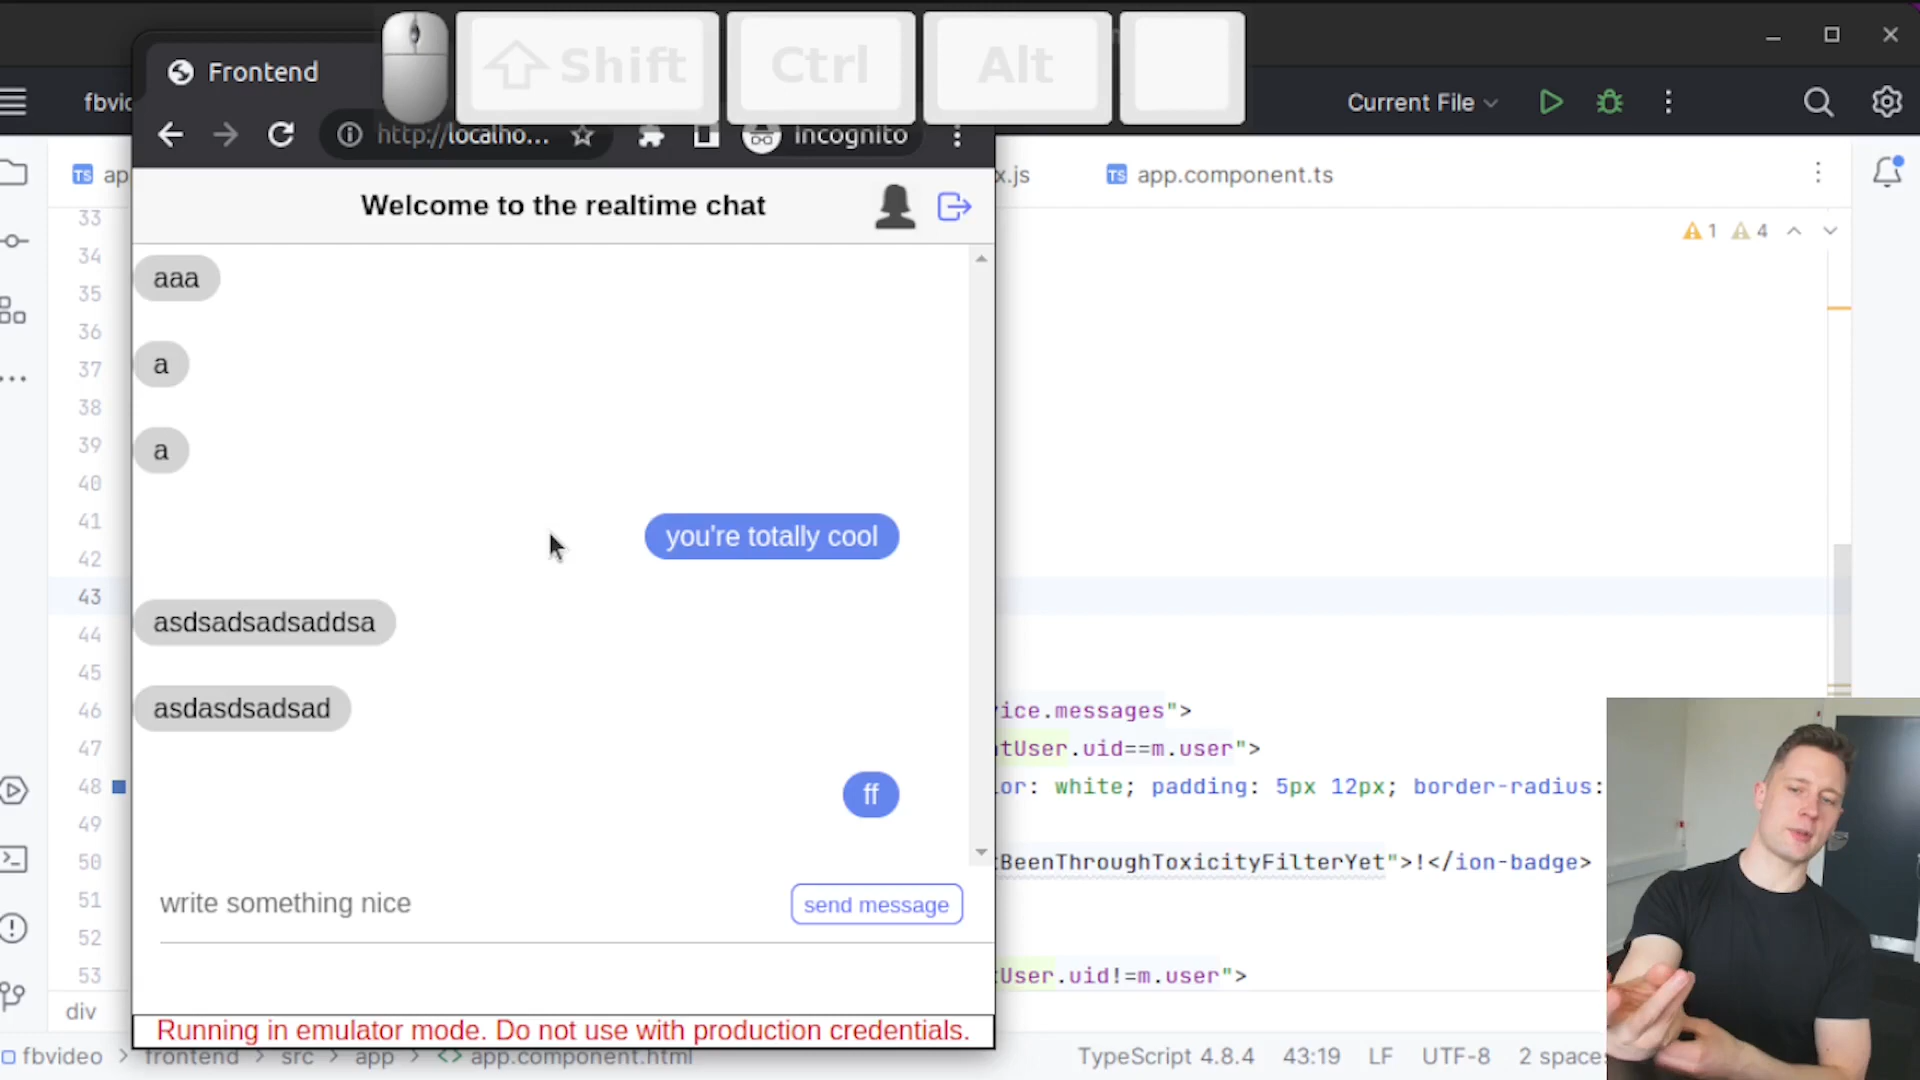 Shift
Ctrl
Alt
Frontend
fbvid
Current File
http://localho...
Incognito
TS ap
x.js
TS app.component.ts
Welcome to the realtime chat
1
4
33
34
35
36
37
38
39
40
41
42
43
44
45
46
47
48
49
50
51
52
53
aaa
a
a
you're totally cool
asdsadsadsaddsa
asdasdsadsad
ff
ice.messages">
tUser.uid==m.user">
or: white; padding: 5px 12px; border-radius:
BeenThroughToxicityFilterYet">!</ion-badge>
User.uid!=m.user">
write something nice
send message
div
Running in emulator mode. Do not use with production credentials.
fbvideo > frontend > src > app > <> app.component.html
TypeScript 4.8.4
43:19
LF
UTF-8
2 space